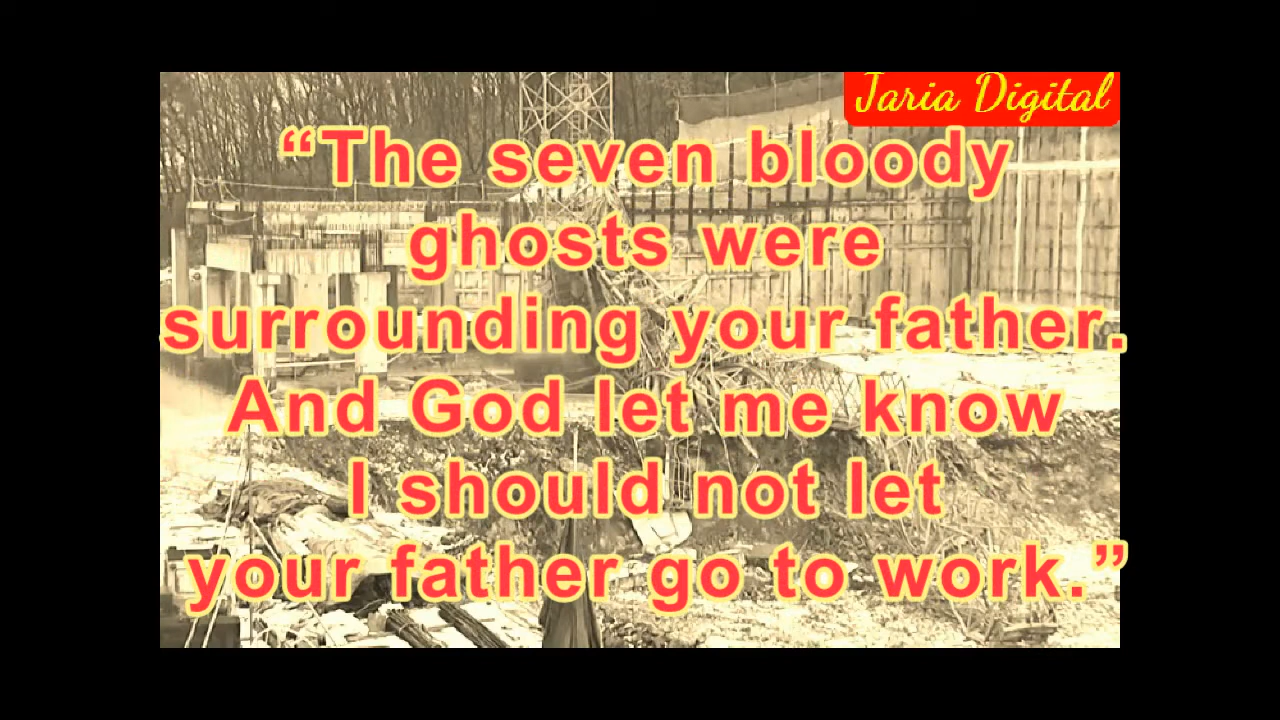 Jaria Digital
“The seven bloody
ghosts were
surrounding your father.
And God let me know
I should not let
your father go to work.”